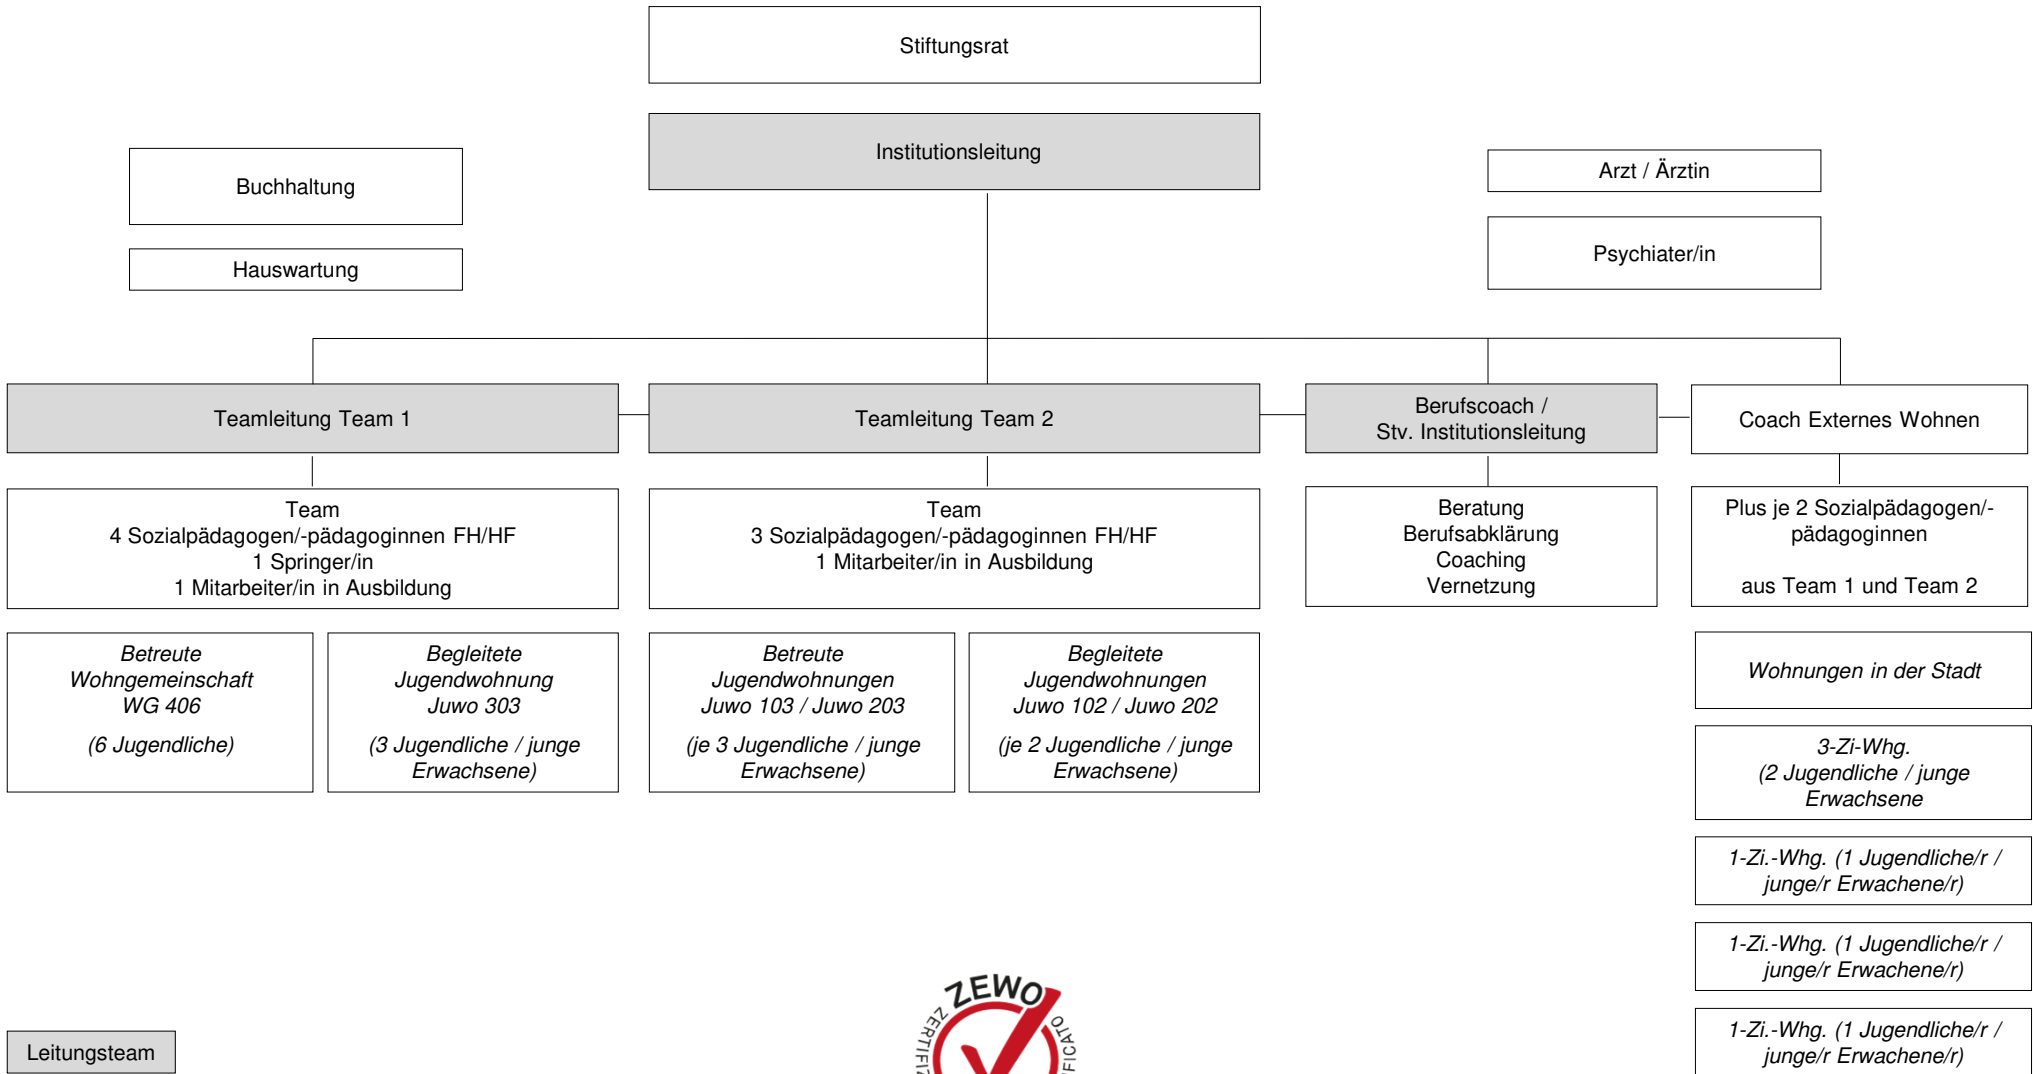 Stiftungsrat
Institutionsleitung
Buchhaltung
Hauswartung
Arzt / Ärztin
Psychiater/in
Teamleitung Team 1
Teamleitung Team 2
Berufscoach /
Stv. Institutionsleitung
Coach Externes Wohnen
Team
4 Sozialpädagogen/-pädagoginnen FH/HF
1 Springer/in
1 Mitarbeiter/in in Ausbildung
Team
3 Sozialpädagogen/-pädagoginnen FH/HF
1 Mitarbeiter/in in Ausbildung
Beratung
Berufsabklärung
Coaching
Vernetzung
Plus je 2 Sozialpädagogen/-
pädagoginnen
aus Team 1 und Team 2
Betreute
Wohngemeinschaft
WG 406
(6 Jugendliche)
Begleitete
Jugendwohnung
Juwo 303
(3 Jugendliche / junge
Erwachsene)
Betreute
Jugendwohnungen
Juwo 103 / Juwo 203
(je 3 Jugendliche / junge
Erwachsene)
Begleitete
Jugendwohnungen
Juwo 102 / Juwo 202
(je 2 Jugendliche / junge
Erwachsene)
Wohnungen in der Stadt
3-Zi-Whg.
(2 Jugendliche / junge
Erwachsene
1-Zi.-Whg. (1 Jugendliche/r /
junge/r Erwachene/r)
1-Zi.-Whg. (1 Jugendliche/r /
junge/r Erwachene/r)
1-Zi.-Whg. (1 Jugendliche/r /
junge/r Erwachene/r)
Leitungsteam
ZEWO